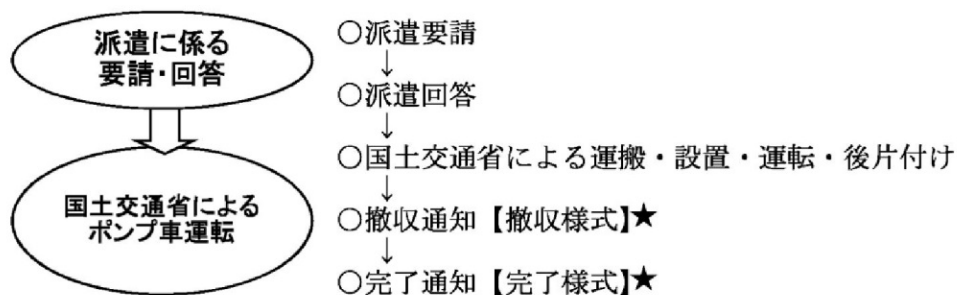 派遣に係る
要請・回答
国土交通省による
ポンプ車運転
○派遣要請
↓
○派遣回答
↓
○国土交通省による運搬・設置・運転・後片付け
↓
○撤収通知【撤収様式】★
↓
○完了通知【完了様式】★